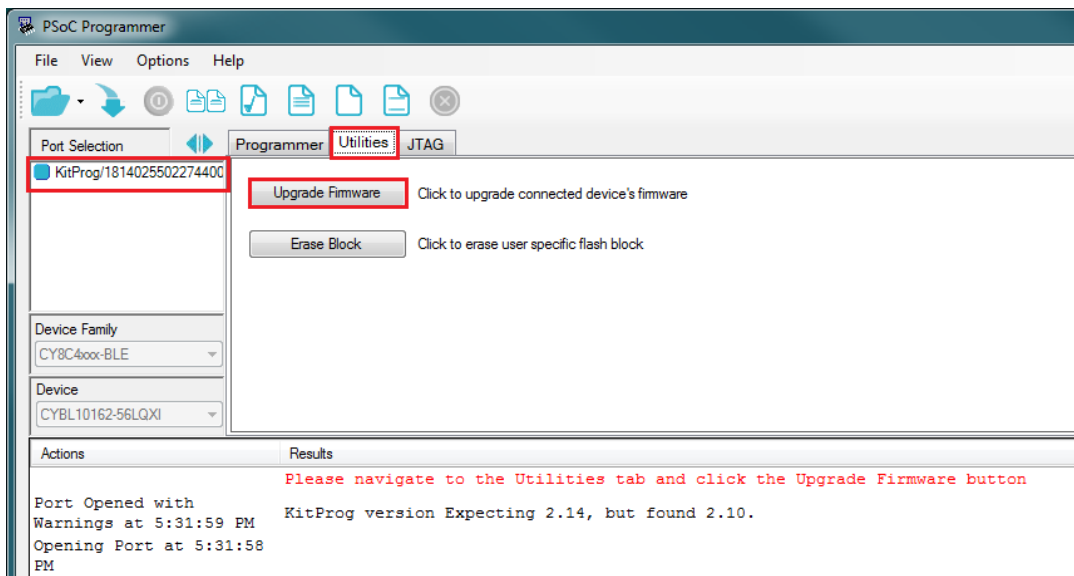 PSoC Programmer
File View Options Help
Port Selection
Programmer Utilities JTAG
KitProg/1814025502274400
Upgrade Firmware Click to upgrade connected device's firmware
Erase Block Click to erase user specific flash block
Device Family
CY8C4xxx-BLE
Device
CYBL10162-56LQXI
Actions Results
Please navigate to the Utilities tab and click the Upgrade Firmware button
Port Opened with
Warnings at 5:31:59 PM
KitProg version Expecting 2.14, but found 2.10.
Opening Port at 5:31:58
PM